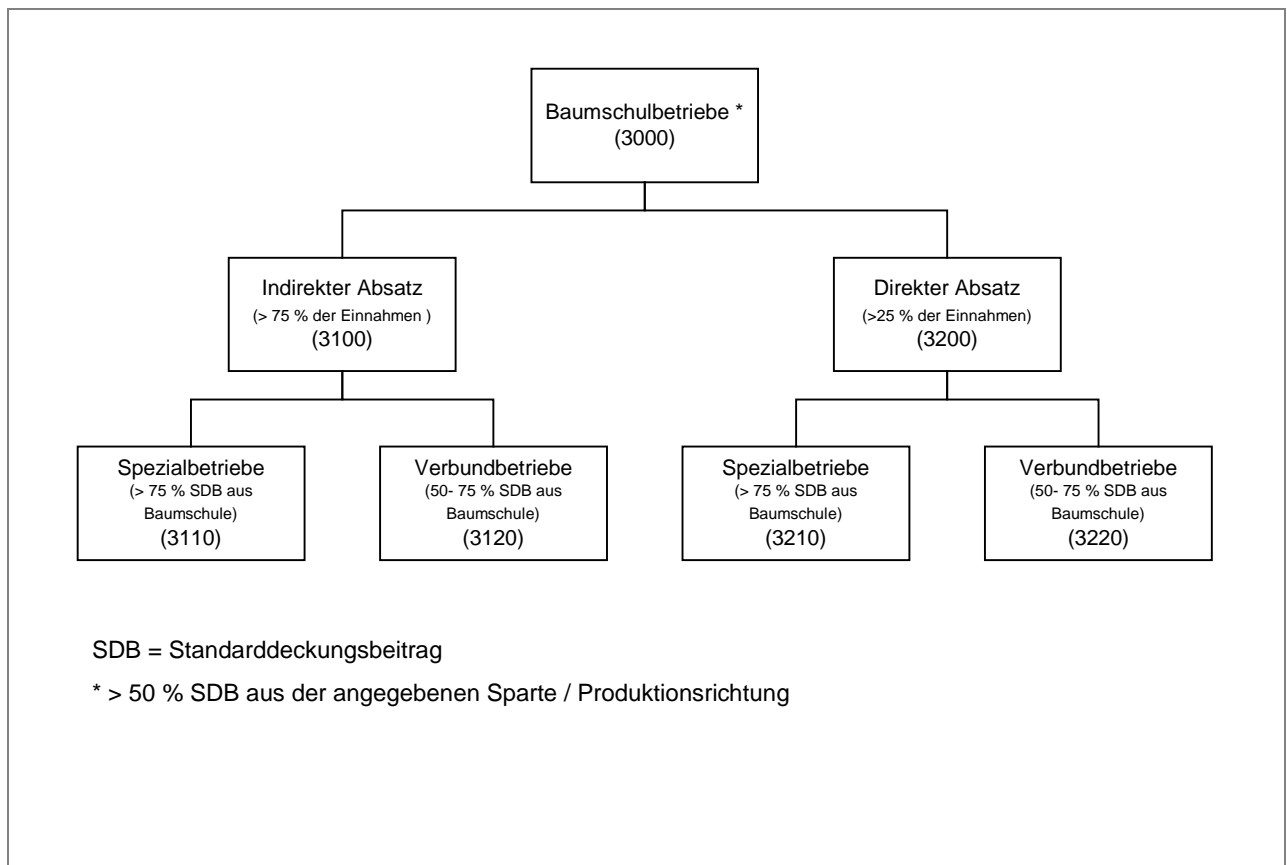 Baumschulbetriebe *
(3000)
Indirekter Absatz
(> 75 % der Einnahmen )
(3100)
Direkter Absatz
(>25 % der Einnahmen)
(3200)
Spezialbetriebe
(> 75 % SDB aus
Baumschule)
(3110)
Verbundbetriebe
(50- 75 % SDB aus
Baumschule)
(3120)
Spezialbetriebe
(> 75 % SDB aus
Baumschule)
(3210)
Verbundbetriebe
(50- 75 % SDB aus
Baumschule)
(3220)
SDB = Standarddeckungsbeitrag
* > 50 % SDB aus der angegebenen Sparte / Produktionsrichtung